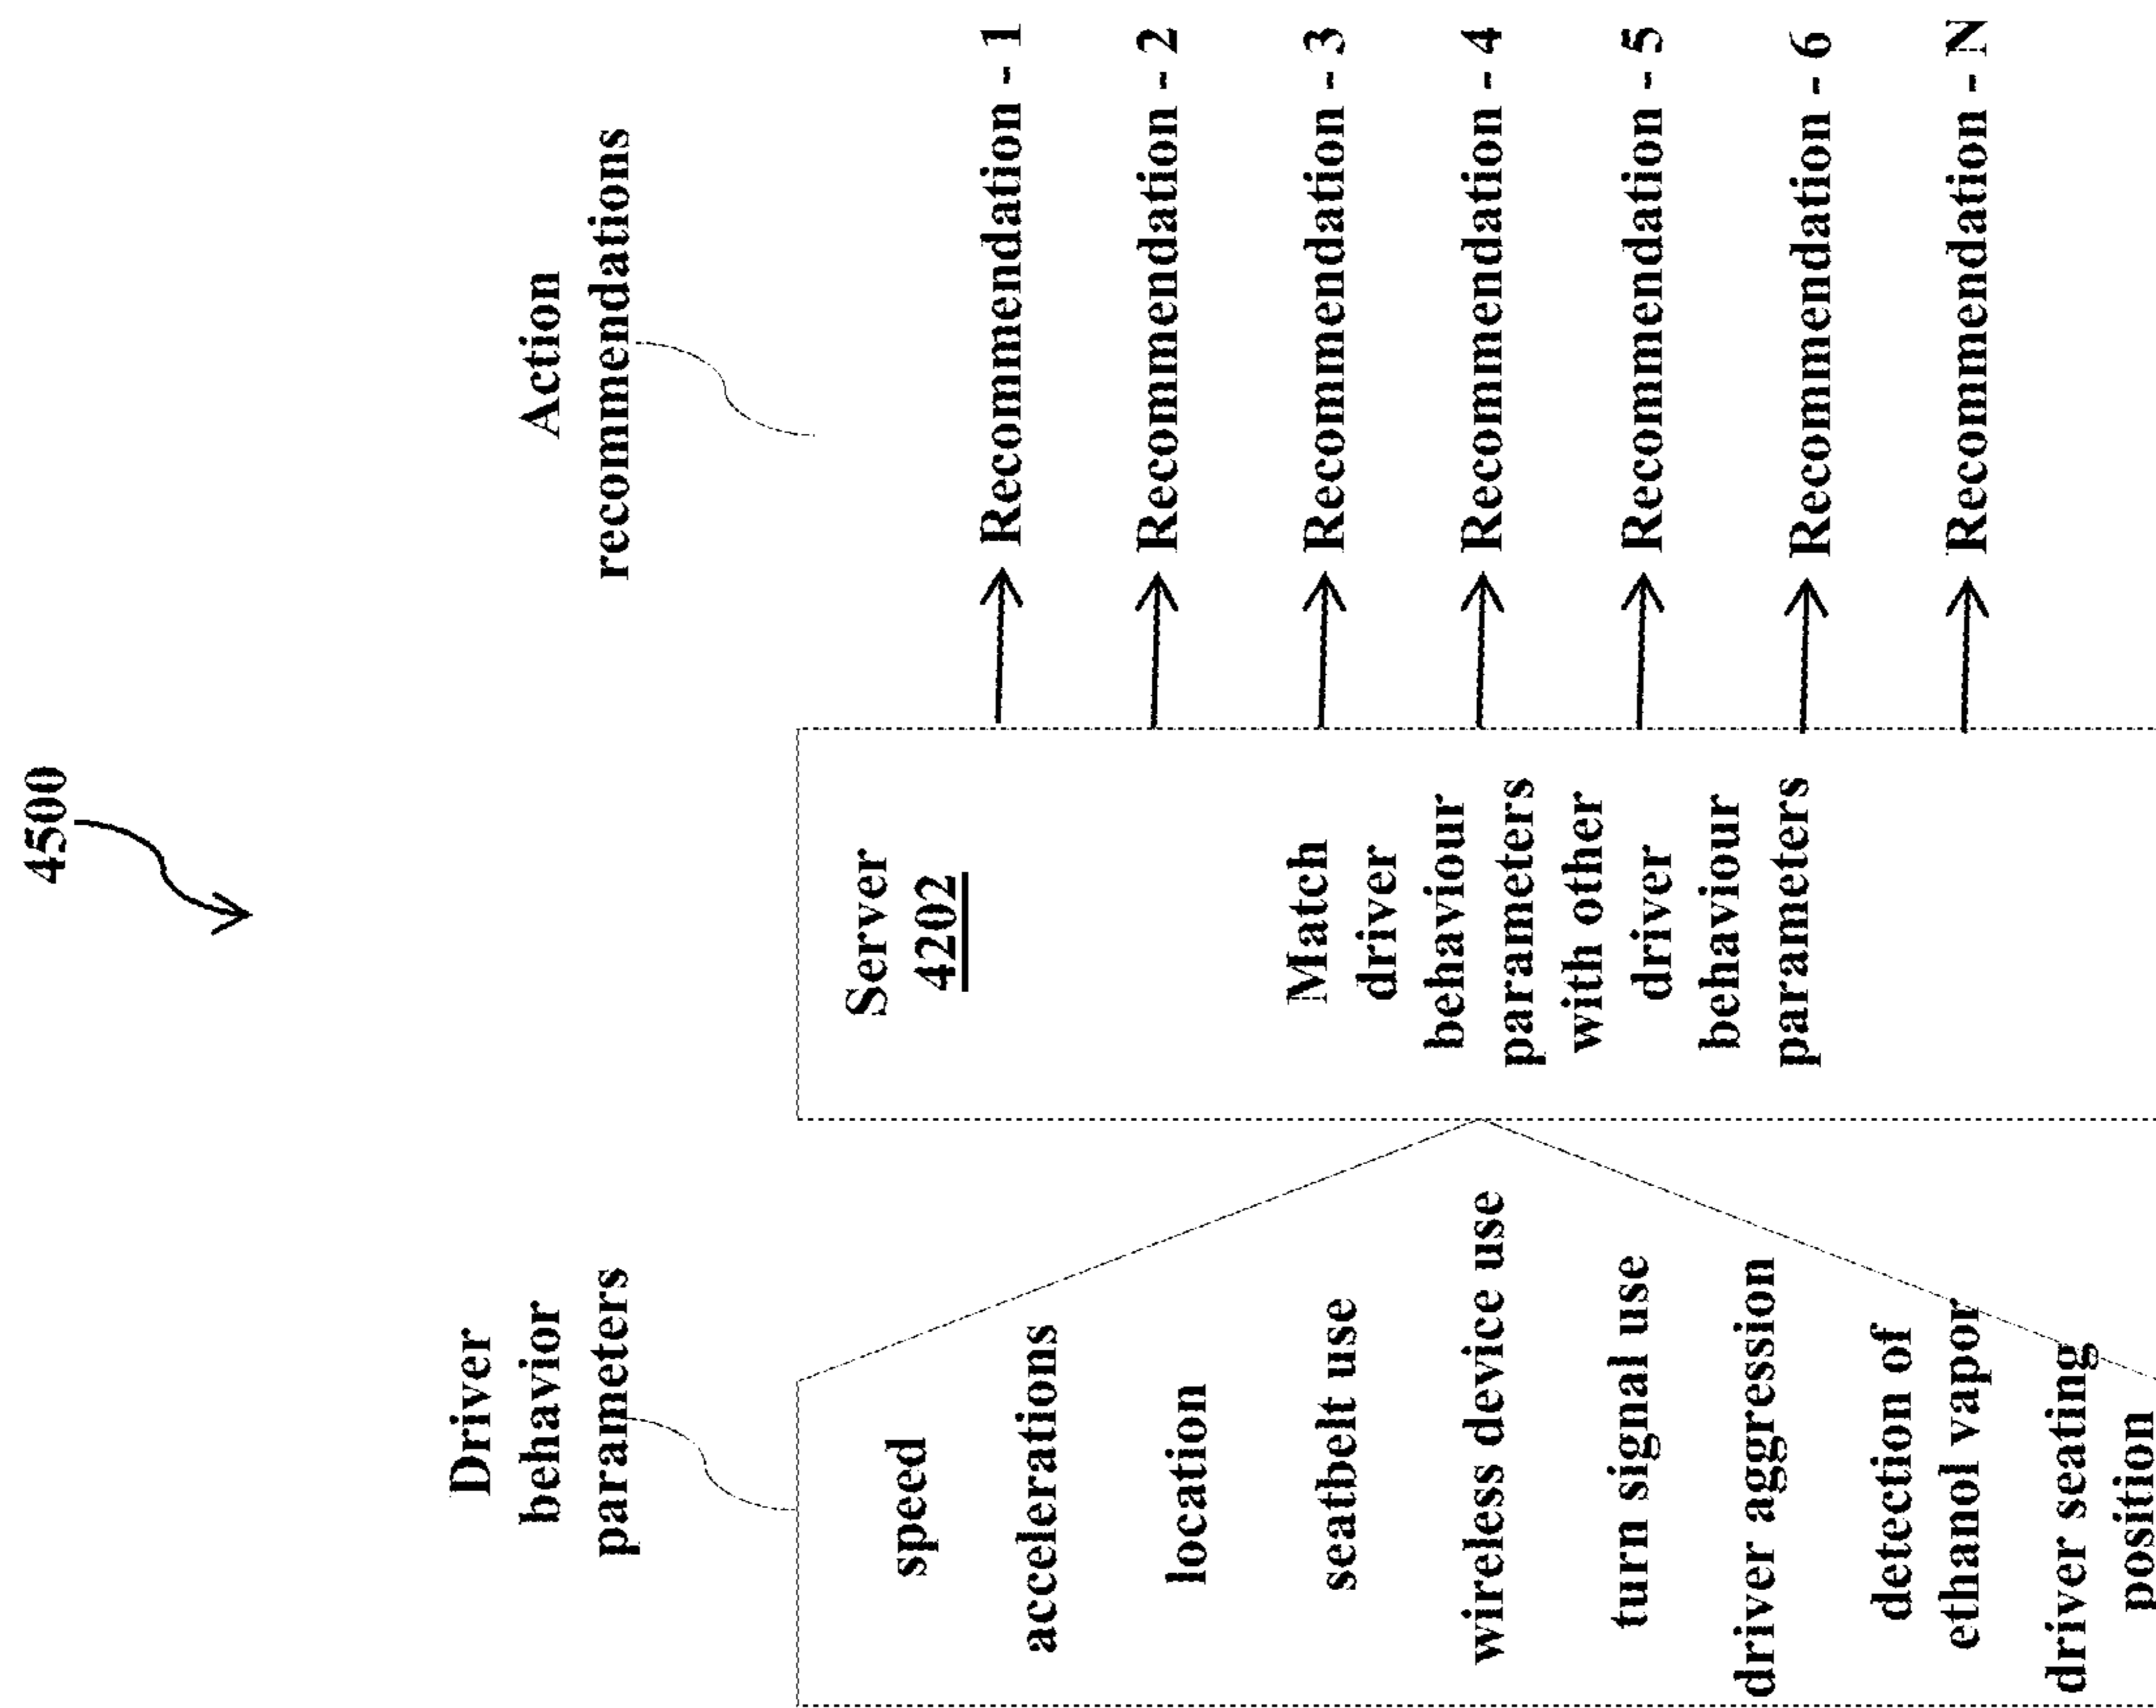 4500
Driver
behavior
parameters
speed
accelerations
location
seatbelt use
wireless device use
turn signal use
driver aggression
detection of
ethanol vapor
driver seating
position
Server
4202
Match
driver
behaviour
parameters
with other
driver
behaviour
parameters
Action
recommendations
Recommendation - 1
Recommendation - 2
Recommendation - 3
Recommendation - 4
Recommendation - 5
Recommendation - 6
Recommendation - N